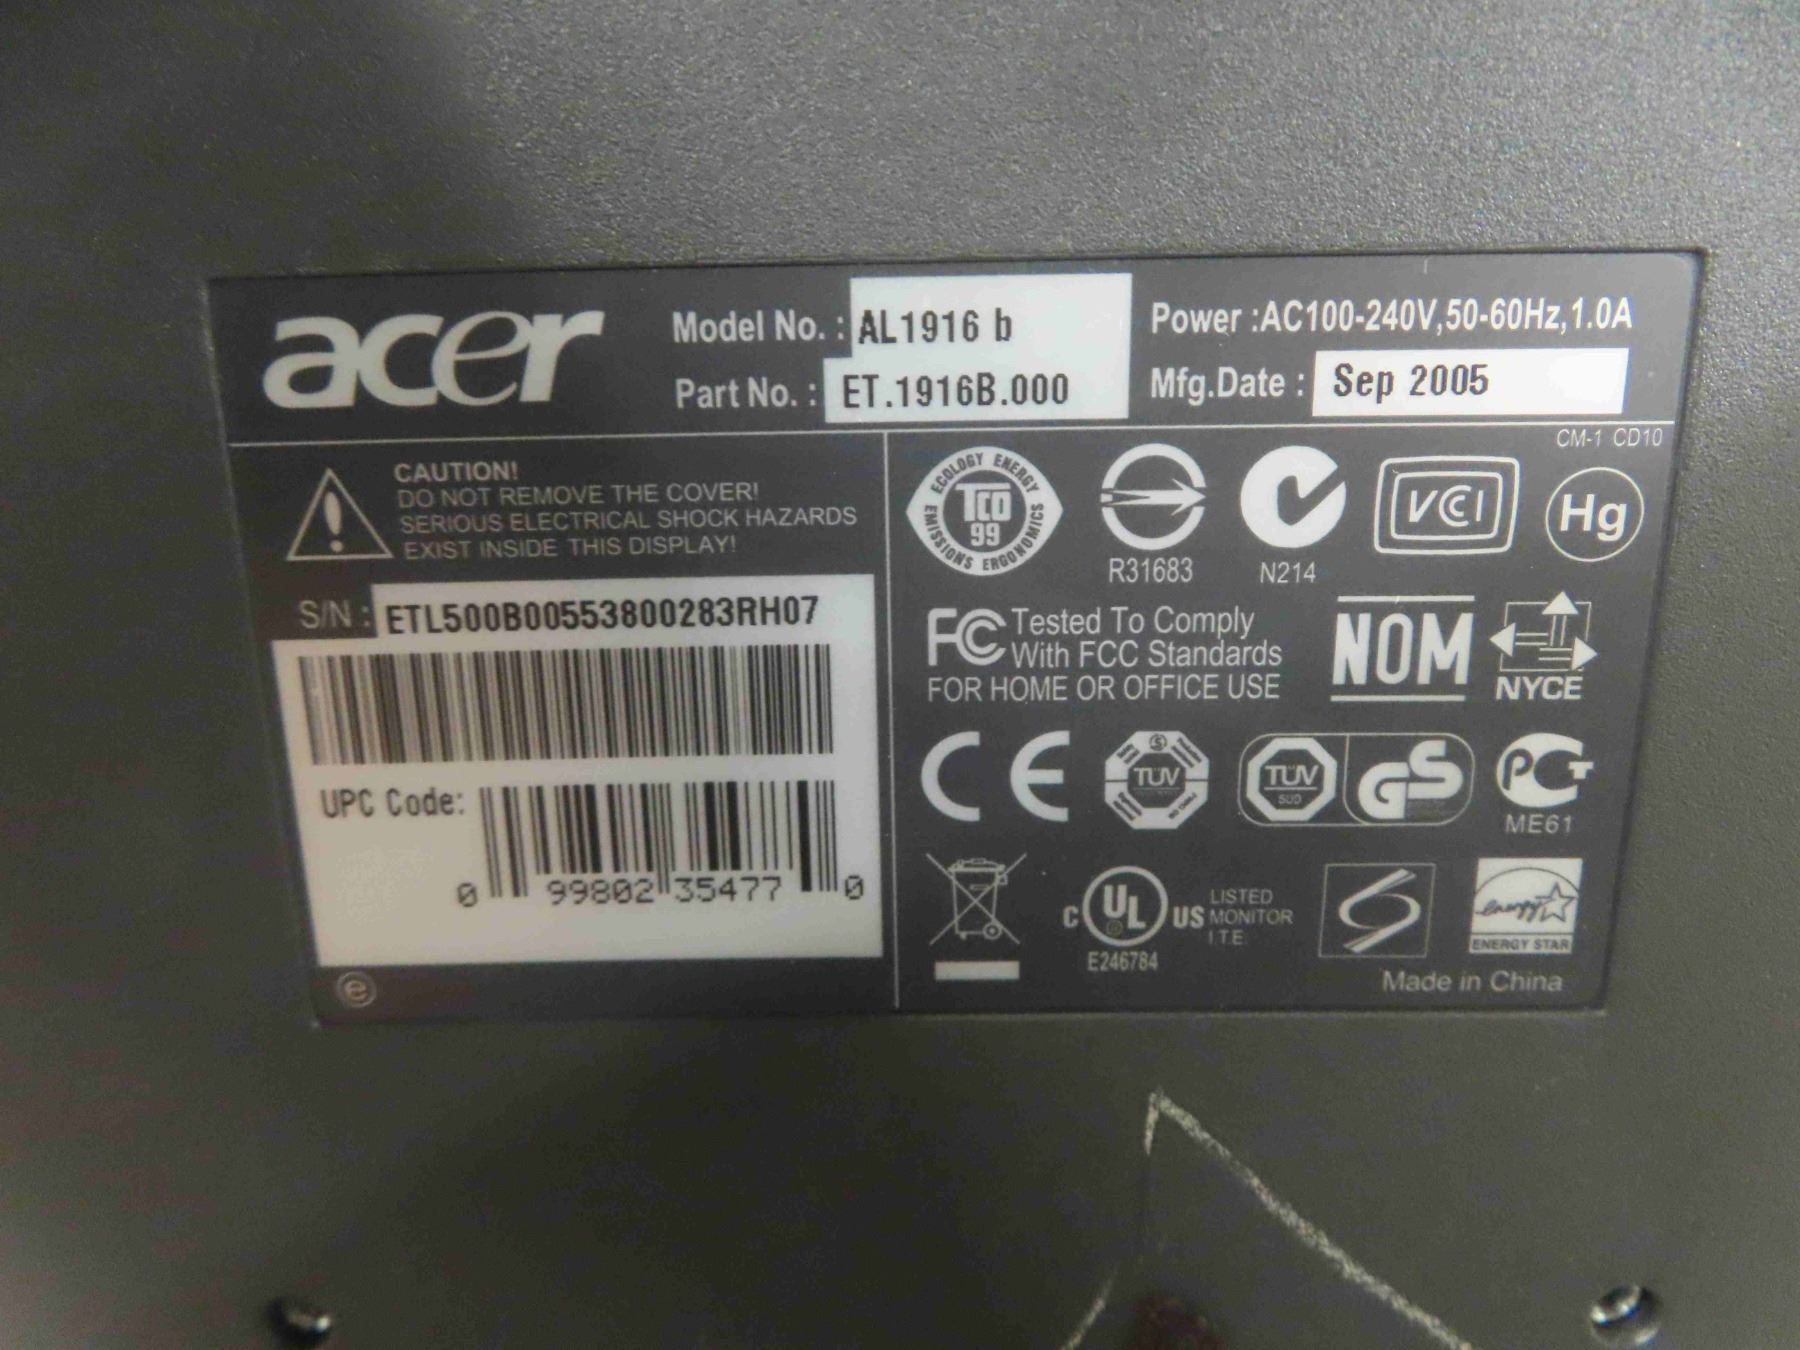 acer
Model No. : AL1916 b
Part No. : ET.1916B.000
Power :AC100-240V,50-60Hz,1.0A
Mfg.Date : Sep 2005
CM-1 CD10
CAUTION!
DO NOT REMOVE THE COVER!
SERIOUS ELECTRICAL SHOCK HAZARDS
EXIST INSIDE THIS DISPLAY!
S/N : ETL500B00553800283RH07
UPC Code:
0 99802 35477 0
e
ECOLOGY ENERGY
TCO
99
EMISSIONS ERGONOMICS
R31683
N214
VCCI
Hg
FC Tested To Comply
With FCC Standards
FOR HOME OR OFFICE USE
NOM
NYCE
CE
TÜV
TÜV
SÜD
GS
PCT
ME61
C UL US LISTED
MONITOR
I.T.E.
E246784
energy
ENERGY STAR
Made in China